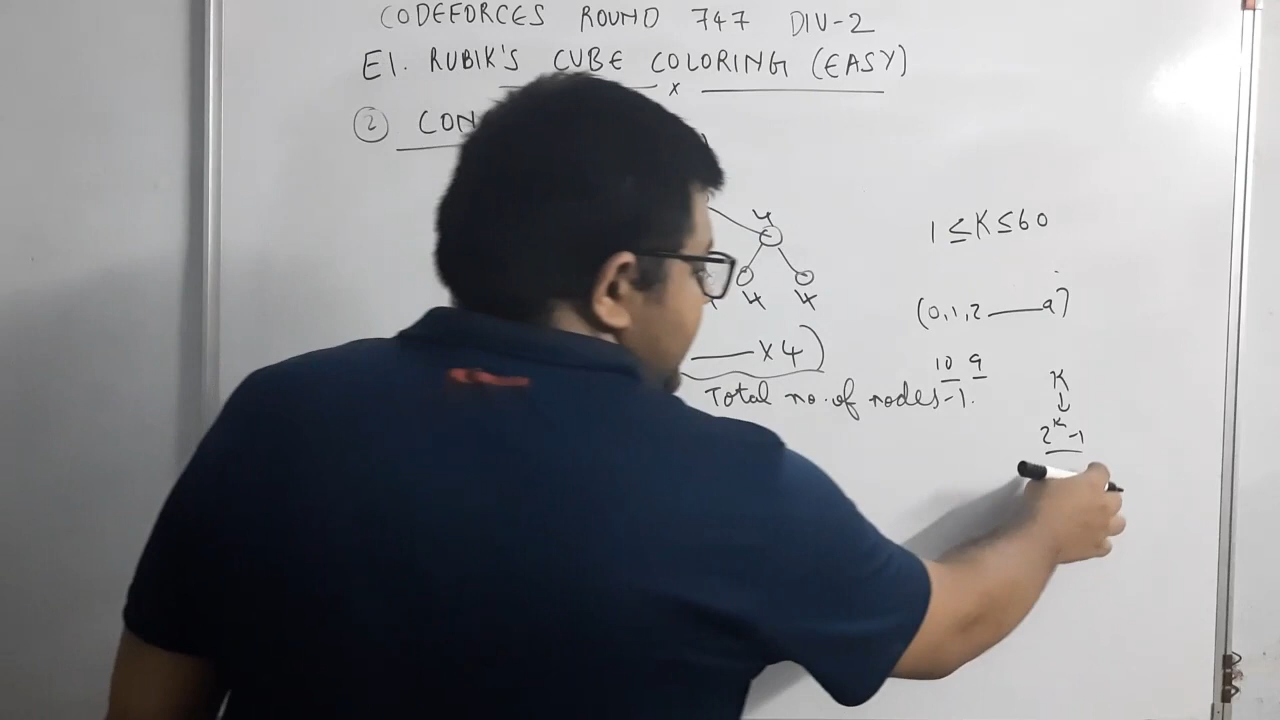 CODEFORCES ROUND 747 DIV-2
E1. RUBIK'S CUBE COLORING (EASY)
x
② CON
4
1 ≤ K ≤ 60
4 4
(0,1,2——9)
——x4)
10 9
Total no. of nodes-1.
K
↓
2^K-1